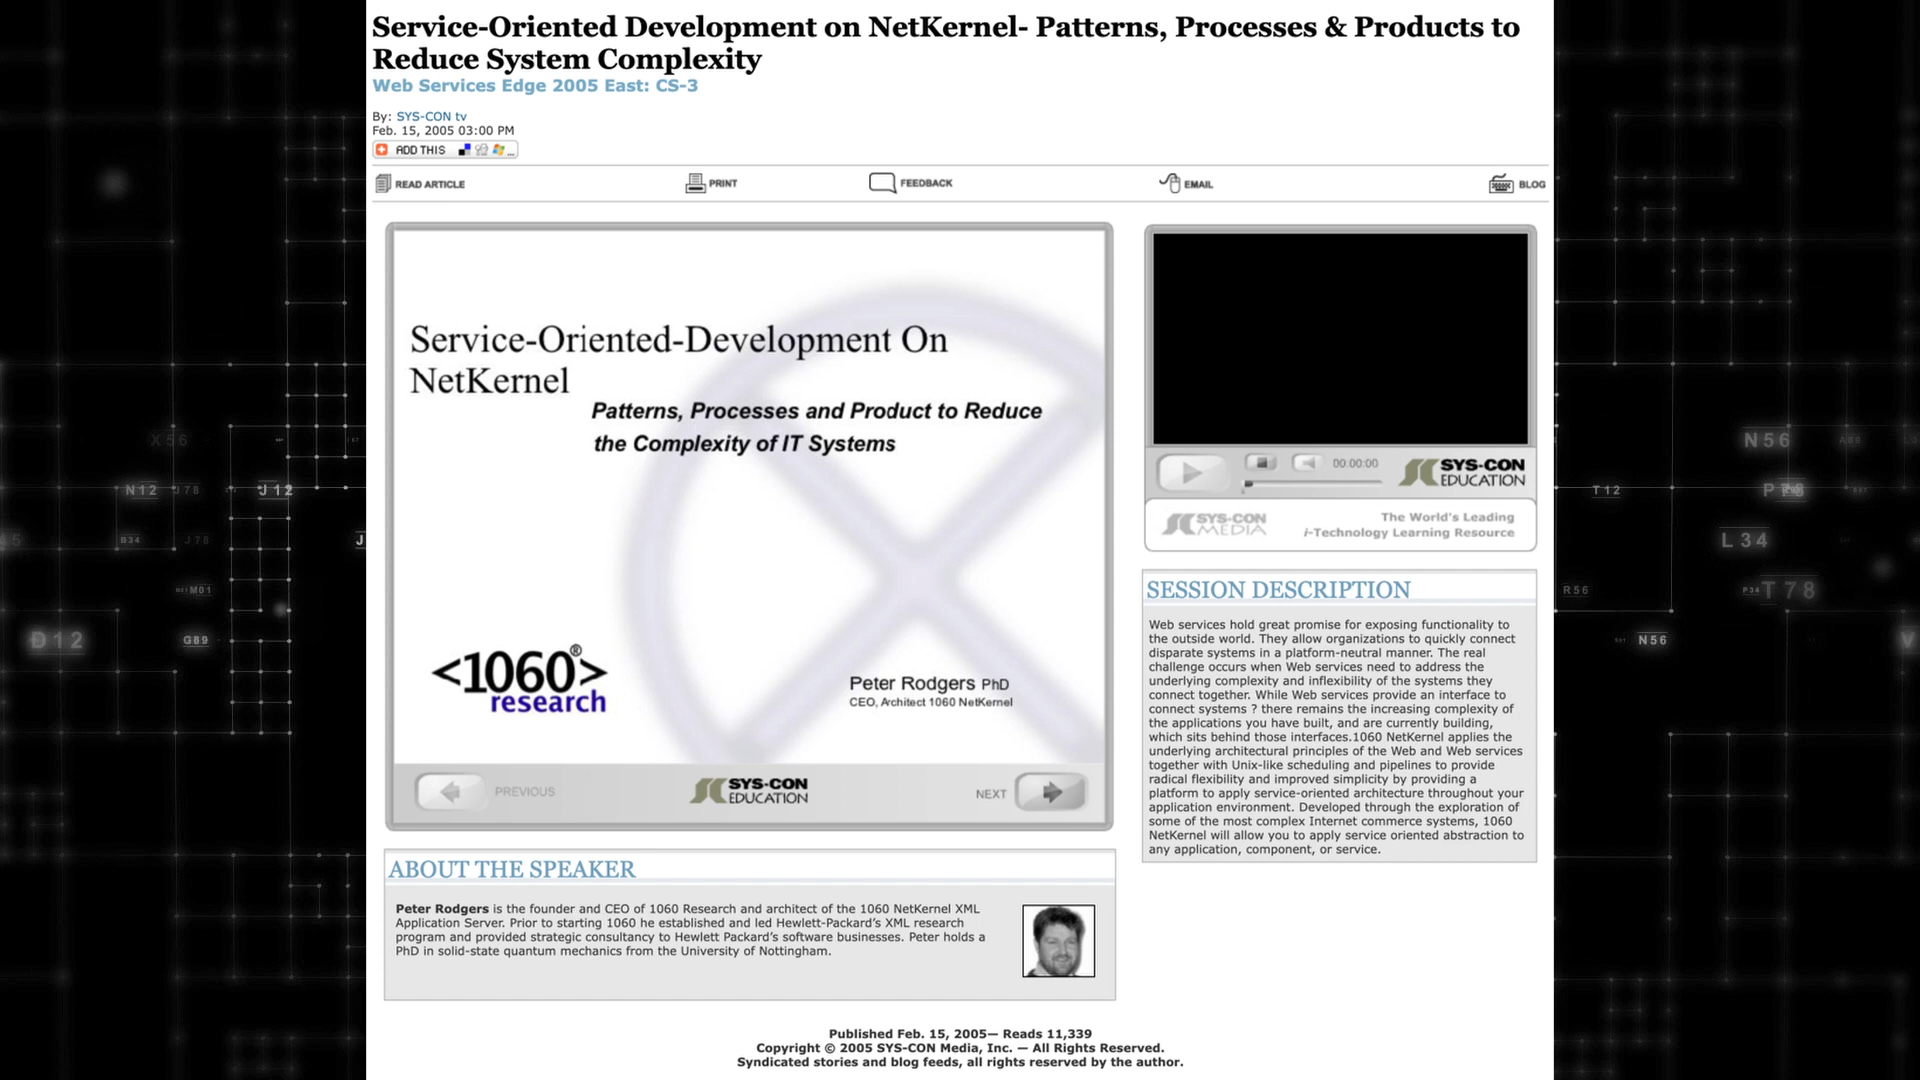 Service-Oriented Development on NetKernel- Patterns, Processes & Products to
Reduce System Complexity
Web Services Edge 2005 East: CS-3
By: SYS-CON tv
Feb. 15, 2005 03:00 PM
ADD THIS
READ ARTICLE
PRINT
FEEDBACK
EMAIL
BLOG
Service-Oriented-Development On
NetKernel
Patterns, Processes and Product to Reduce
the Complexity of IT Systems
<1060>®
research
Peter Rodgers PhD
CEO, Architect 1060 NetKernel
PREVIOUS
SYS-CON
EDUCATION
NEXT
00:00:00
SYS-CON
EDUCATION
SYS-CON
MEDIA
The World's Leading
i-Technology Learning Resource
SESSION DESCRIPTION
Web services hold great promise for exposing functionality to
the outside world. They allow organizations to quickly connect
disparate systems in a platform-neutral manner. The real
challenge occurs when Web services need to address the
underlying complexity and inflexibility of the systems they
connect together. While Web services provide an interface to
connect systems ? there remains the increasing complexity of
the applications you have built, and are currently building,
which sits behind those interfaces.1060 NetKernel applies the
underlying architectural principles of the Web and Web services
together with Unix-like scheduling and pipelines to provide
radical flexibility and improved simplicity by providing a
platform to apply service-oriented architecture throughout your
application environment. Developed through the exploration of
some of the most complex Internet commerce systems, 1060
NetKernel will allow you to apply service oriented abstraction to
any application, component, or service.
ABOUT THE SPEAKER
Peter Rodgers is the founder and CEO of 1060 Research and architect of the 1060 NetKernel XML
Application Server. Prior to starting 1060 he established and led Hewlett-Packard's XML research
program and provided strategic consultancy to Hewlett Packard's software businesses. Peter holds a
PhD in solid-state quantum mechanics from the University of Nottingham.
Published Feb. 15, 2005— Reads 11,339
Copyright © 2005 SYS-CON Media, Inc. — All Rights Reserved.
Syndicated stories and blog feeds, all rights reserved by the author.
X56
N12
J78
J12
B34
J78
J
M01
D12
G89
N56
T12
P78
L34
R56
P34
T78
N56
V